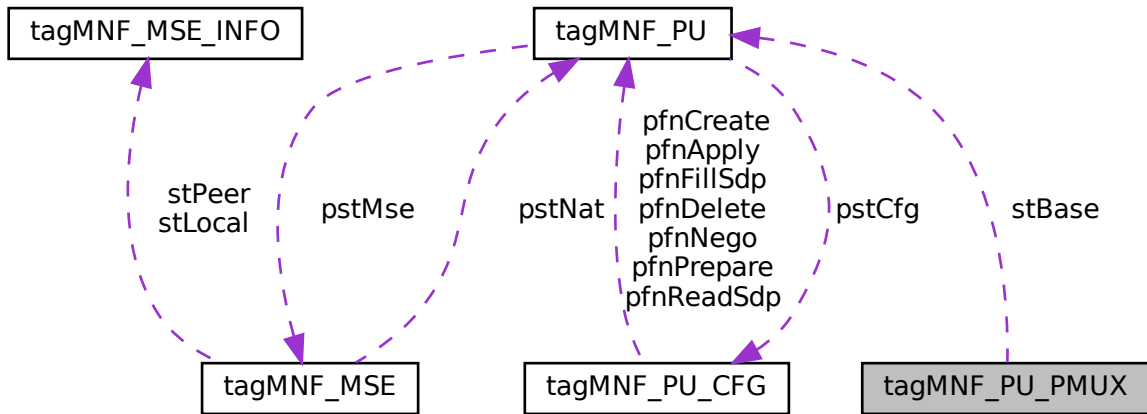 tagMNF_MSE_INFO
tagMNF_PU
stPeer
stLocal
pstMse
pstNat
pfnCreate
pfnApply
pfnFillSdp
pfnDelete
pfnNego
pfnPrepare
pfnReadSdp
pstCfg
stBase
tagMNF_MSE
tagMNF_PU_CFG
tagMNF_PU_PMUX